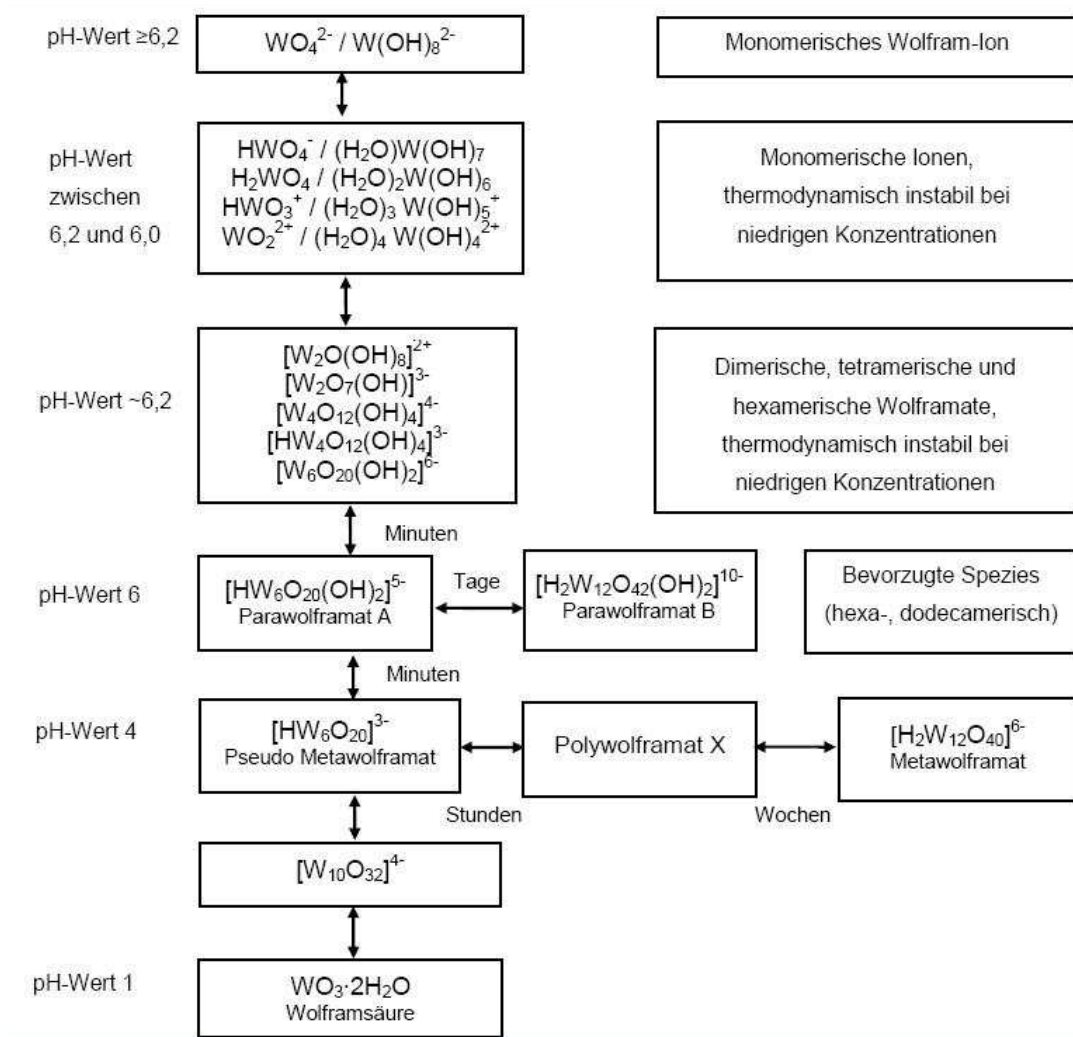 pH-Wert ≥6,2
WO₄²⁻ / W(OH)₈²⁻
Monomerisches Wolfram-Ion
pH-Wert
zwischen
6,2 und 6,0
HWO₄⁻ / (H₂O)W(OH)₇
H₂WO₄ / (H₂O)₂W(OH)₆
HWO₃⁺ / (H₂O)₃ W(OH)₅⁺
WO₂²⁺ / (H₂O)₄ W(OH)₄²⁺
Monomerische Ionen,
thermodynamisch instabil bei
niedrigen Konzentrationen
pH-Wert ~6,2
[W₂O(OH)₈]²⁺
[W₂O₇(OH)]³⁻
[W₄O₁₂(OH)₄]⁴⁻
[HW₄O₁₂(OH)₄]³⁻
[W₆O₂₀(OH)₂]⁶⁻
Dimerische, tetramerische und
hexamerische Wolframate,
thermodynamisch instabil bei
niedrigen Konzentrationen
Minuten
pH-Wert 6
[HW₆O₂₀(OH)₂]⁵⁻
Parawolframat A
Tage
[H₂W₁₂O₄₂(OH)₂]¹⁰⁻
Parawolframat B
Bevorzugte Spezies
(hexa-, dodecamerisch)
Minuten
pH-Wert 4
[HW₆O₂₀]³⁻
Pseudo Metawolframat
Polywolframat X
[H₂W₁₂O₄₀]⁶⁻
Metawolframat
Stunden
Wochen
[W₁₀O₃₂]⁴⁻
pH-Wert 1
WO₃·2H₂O
Wolframsäure